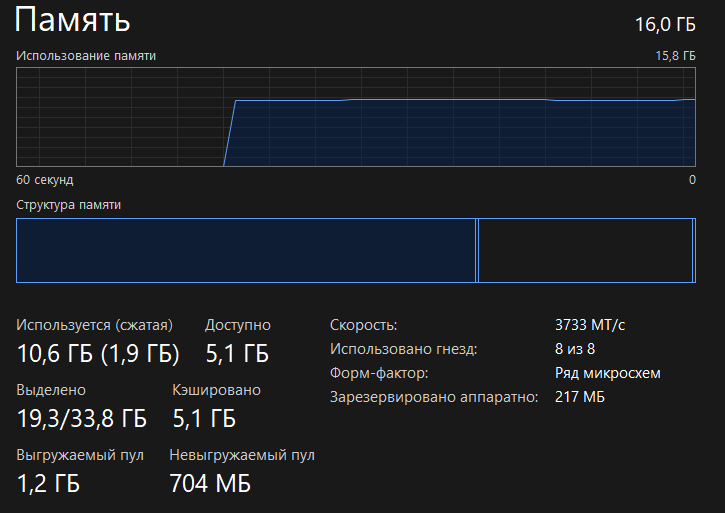 Память 16,0 ГБ
Использование памяти 15,8 ГБ
60 секунд 0
Структура памяти
Используется (сжатая) Доступно
10,6 ГБ (1,9 ГБ) 5,1 ГБ
Выделено Кэшировано
19,3/33,8 ГБ 5,1 ГБ
Выгружаемый пул Невыгружаемый пул
1,2 ГБ 704 МБ
Скорость: 3733 МТ/с
Использовано гнезд: 8 из 8
Форм-фактор: Ряд микросхем
Зарезервировано аппаратно: 217 МБ